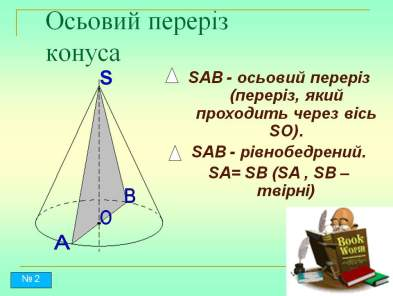 Осьовий переріз
конуса
S
B
O
A
SAB - осьовий переріз
(переріз, який
проходить через вісь
SO).
SAB - рівнобедрений.
SA= SB (SA , SB –
твірні)
Book
Worm
№ 2